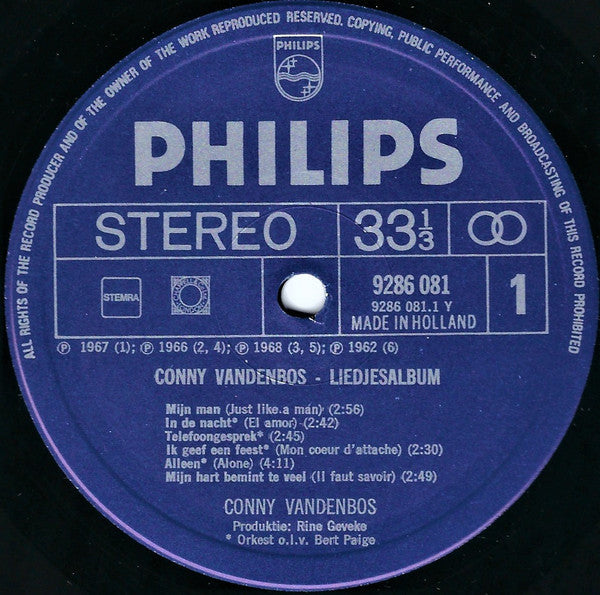 ALL RIGHTS OF THE RECORD PRODUCER AND OF THE OWNER OF THE WORK REPRODUCED RESERVED. COPYING, PUBLIC PERFORMANCE AND BROADCASTING OF THIS RECORD PROHIBITED
PHILIPS
PHILIPS
STEREO 33⅓
STEMRA
9286 081
9286 081.1 Y
MADE IN HOLLAND
1
Ⓟ 1967 (1); Ⓟ 1966 (2, 4); Ⓟ 1968 (3, 5); Ⓟ 1962 (6)
CONNY VANDENBOS - LIEDJESALBUM
Mijn man (Just like a man) (2:56)
In de nacht* (El amor) (2:42)
Telefoongesprek* (2:45)
Ik geef een feest* (Mon coeur d'attache) (2:30)
Alleen* (Alone) (4:11)
Mijn hart bemint te veel (Il faut savoir) (2:49)
CONNY VANDENBOS
Produktie: Rine Geveke
* Orkest o.l.v. Bert Paige